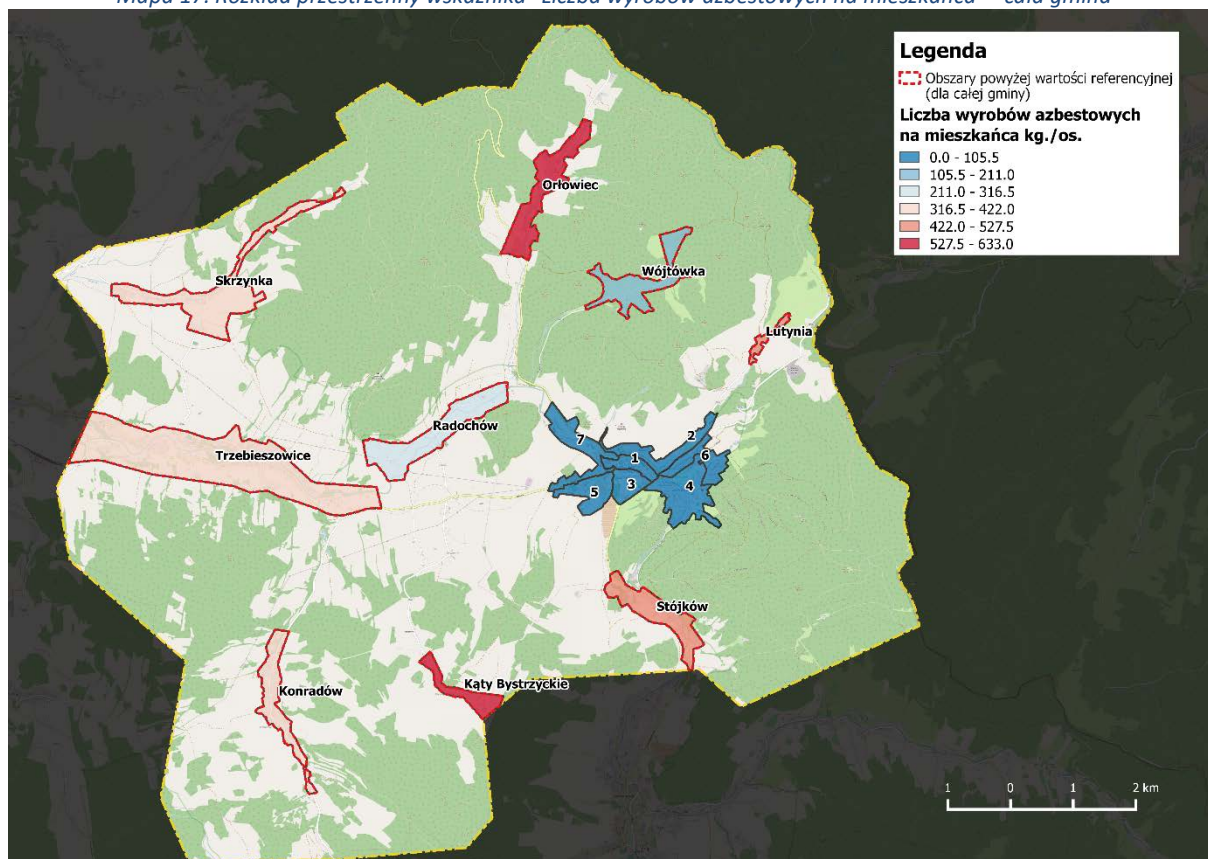 Mapa 17. Rozkład przestrzenny wskaźnika "Liczba wyrobów azbestowych na mieszkańca" – cała gmina
Legenda
Obszary powyżej wartości referencyjnej
(dla całej gminy)
Liczba wyrobów azbestowych
na mieszkańca kg./os.
0.0 - 105.5
105.5 - 211.0
211.0 - 316.5
316.5 - 422.0
422.0 - 527.5
527.5 - 633.0
Orłowiec
Wójtówka
Skrzynka
Lutynia
Radochów
Trzebieszowice
7
2
1
6
3
4
5
Stójków
Kąty Bystrzyckie
Konradów
1 0 1 2 km